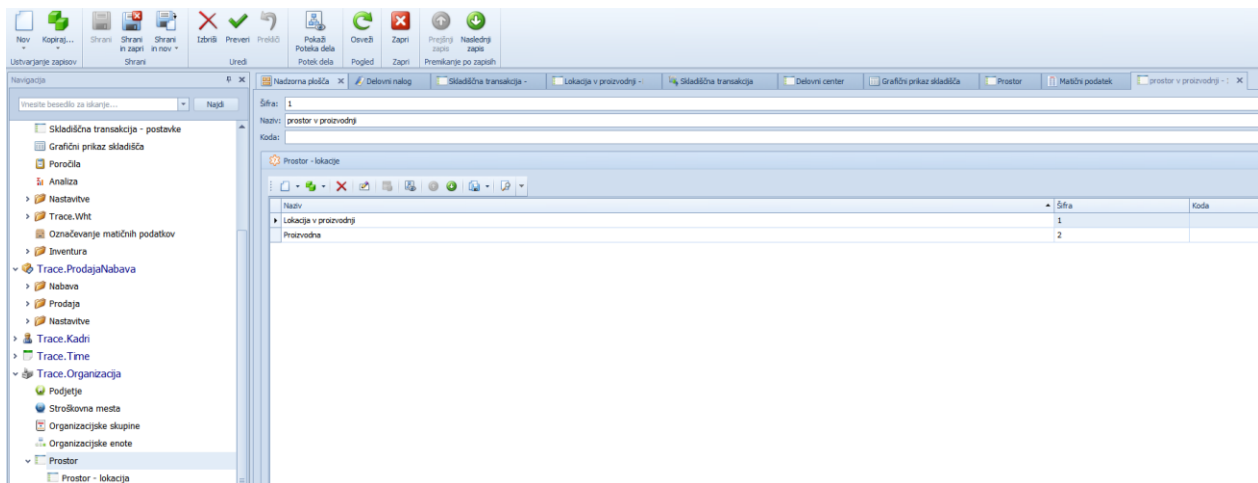 Nov Kopiraj... Shrani Shrani in zapri Shrani in nov Izbriši Preveri Prekliči Pokaži Poteka dela Osveži Zapri Prejšnji zapis Naslednji zapis
Ustvarjanje zapisov Shrani Uredi Potek dela Pogled Zapri Premikanje po zapisih
Navigacija
Vnesite besedilo za iskanje... Najdi
Skladiščna transakcija - postavke
Grafični prikaz skladišča
Poročila
Analiza
Nastavitve
Trace.Wht
Označevanje matičnih podatkov
Inventura
Trace.ProdajaNabava
Nabava
Prodaja
Nastavitve
Trace.Kadri
Trace.Time
Trace.Organizacija
Podjetje
Stroškovna mesta
Organizacijske skupine
Organizacijske enote
Prostor
Prostor - lokacija
Nadzorna plošča Delovni nalog Skladiščna transakcija - Lokacija v proizvodnji - Skladiščna transakcija Delovni center Grafični prikaz skladišča Prostor Matični podatek prostor v proizvodnji - :
Šifra: 1
Naziv: prostor v proizvodnji
Koda:
Prostor - lokacije
Naziv Šifra Koda
Lokacija v proizvodnji 1
Proizvodna 2